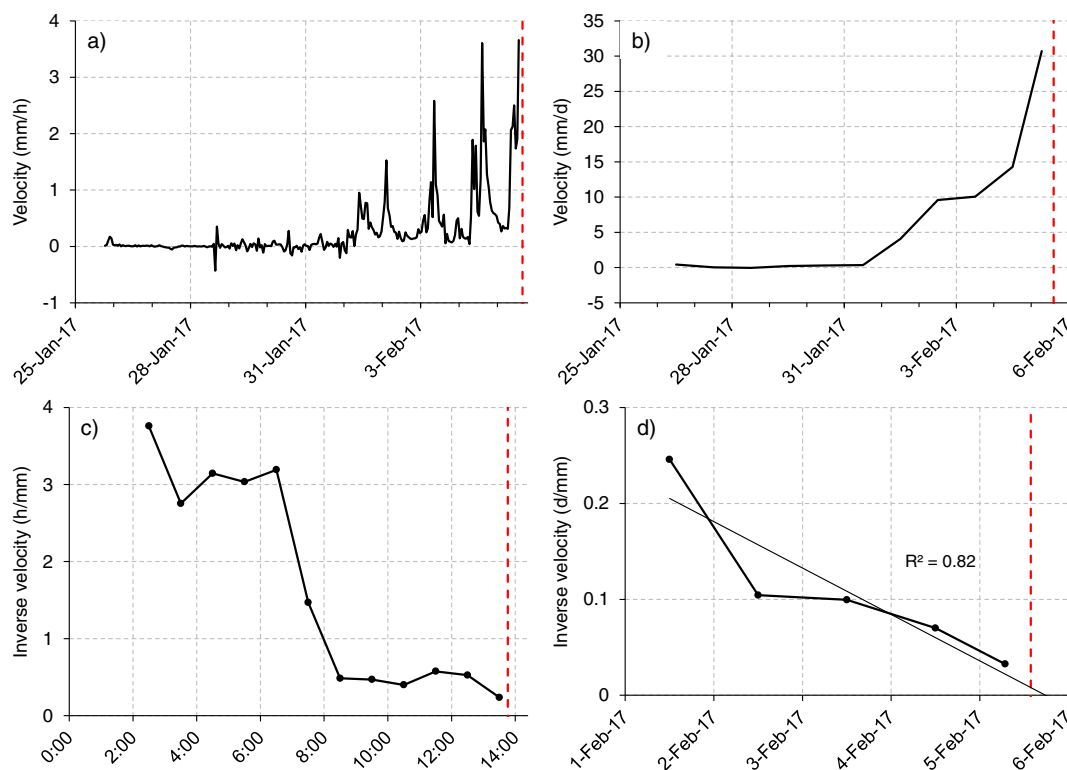 a)
Velocity (mm/h)
4
3
2
1
0
-1
25-Jan-17
28-Jan-17
31-Jan-17
3-Feb-17
b)
Velocity (mm/d)
35
30
25
20
15
10
5
0
-5
25-Jan-17
28-Jan-17
31-Jan-17
3-Feb-17
6-Feb-17
c)
Inverse velocity (h/mm)
4
3
2
1
0
0:00
2:00
4:00
6:00
8:00
10:00
12:00
14:00
d)
Inverse velocity (d/mm)
0.3
0.2
0.1
0
R² = 0.82
1-Feb-17
2-Feb-17
3-Feb-17
4-Feb-17
5-Feb-17
6-Feb-17